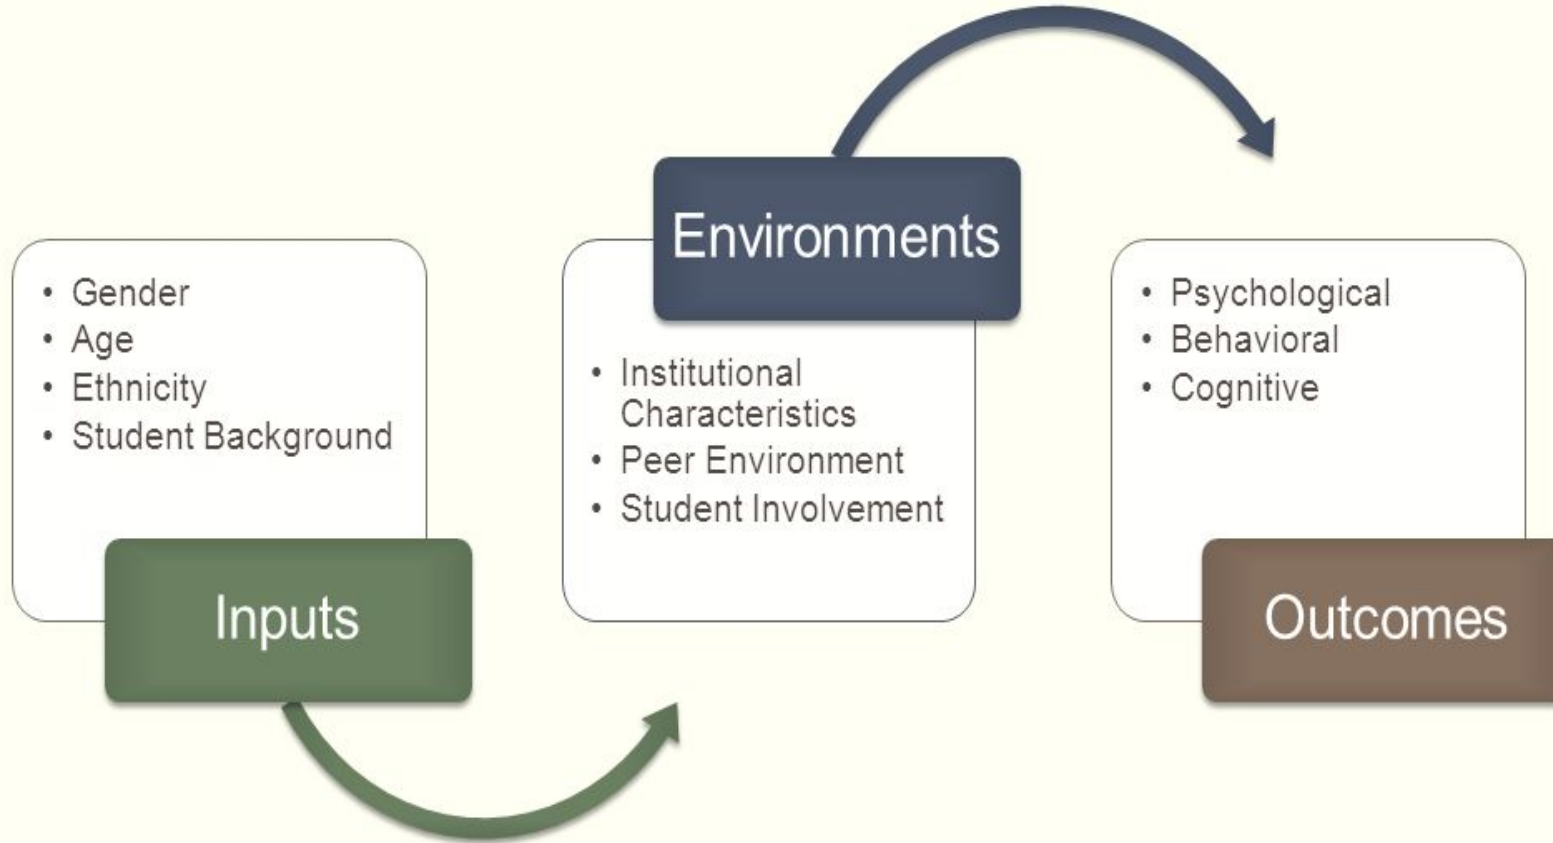 • Gender
• Age
• Ethnicity
• Student Background
Inputs
Environments
• Institutional
Characteristics
• Peer Environment
• Student Involvement
• Psychological
• Behavioral
• Cognitive
Outcomes